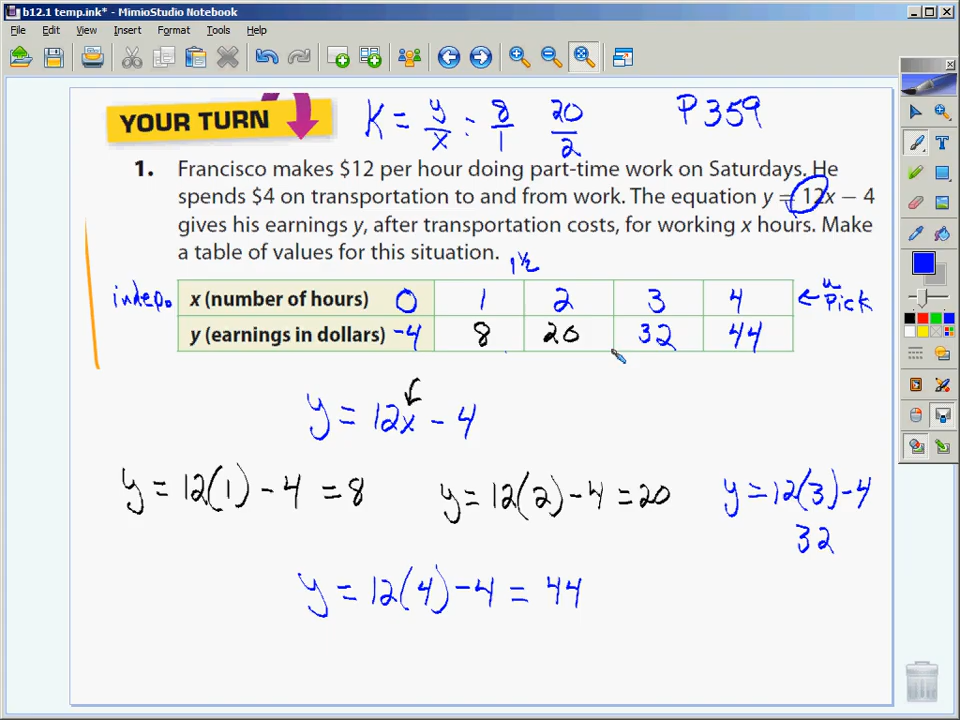 b12.1 temp.ink* - MimioStudio Notebook
File Edit View Insert Format Tools Help
YOUR TURN
K = y/x : 8/1 20/2
P359
1. Francisco makes $12 per hour doing part-time work on Saturdays. He
spends $4 on transportation to and from work. The equation y = 12x − 4
gives his earnings y, after transportation costs, for working x hours. Make
a table of values for this situation.
1 ½
indep. x (number of hours) 0 1 2 3 4 ← u Pick
y (earnings in dollars) -4 8 20 32 44
y = 12x - 4
y = 12(1) - 4 = 8 y = 12(2) - 4 = 20 y = 12(3) - 4
32
y = 12(4) - 4 = 44